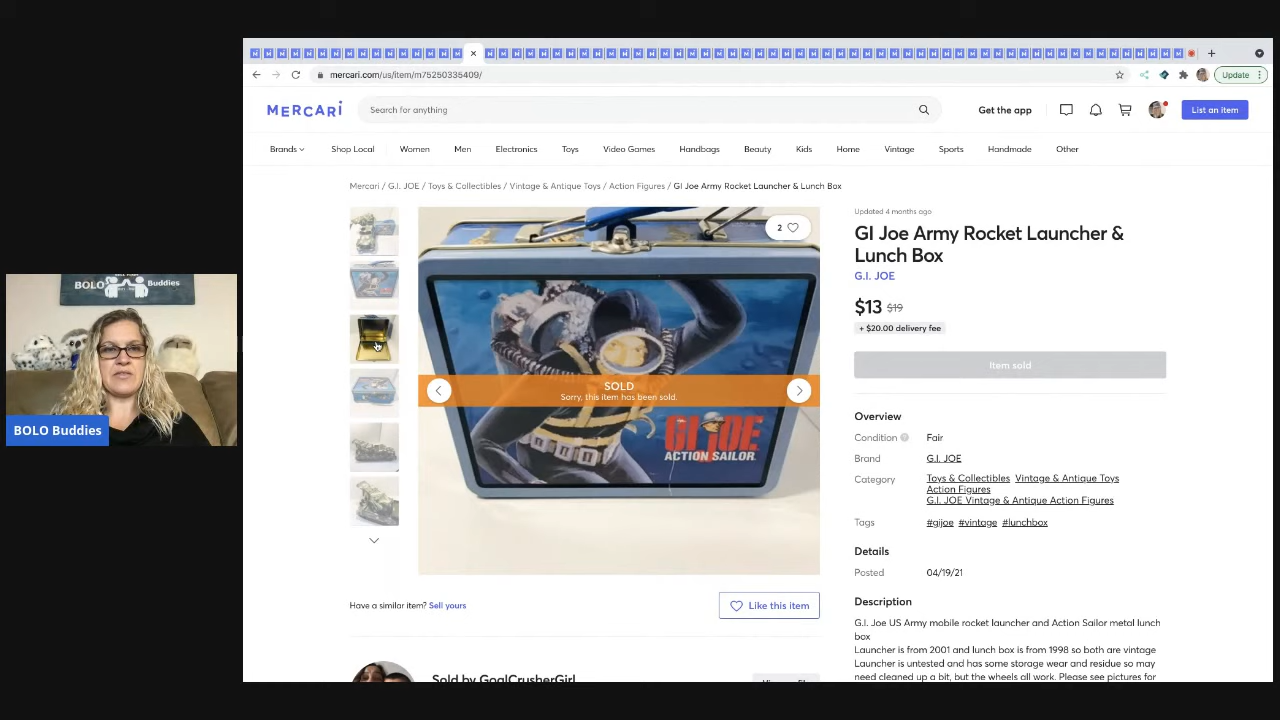 mercari.com/us/item/m75250335409/
Update
MERCARI
Search for anything
Get the app
List an item
Brands
Shop Local
Women
Men
Electronics
Toys
Video Games
Handbags
Beauty
Kids
Home
Vintage
Sports
Handmade
Other
Mercari / G.I. JOE / Toys & Collectibles / Vintage & Antique Toys / Action Figures / GI Joe Army Rocket Launcher & Lunch Box
2
SOLD
Sorry, this item has been sold.
GI JOE
ACTION SAILOR
Have a similar item? Sell yours
Like this item
Sold by GoalCrusherGirl
Updated 4 months ago
GI Joe Army Rocket Launcher &
Lunch Box
G.I. JOE
$13 $19
+ $20.00 delivery fee
Item sold
Overview
Condition Fair
Brand G.I. JOE
Category Toys & Collectibles Vintage & Antique Toys
Action Figures
G.I. JOE Vintage & Antique Action Figures
Tags #gijoe #vintage #lunchbox
Details
Posted 04/19/21
Description
G.I. Joe US Army mobile rocket launcher and Action Sailor metal lunch
box
Launcher is from 2001 and lunch box is from 1998 so both are vintage
Launcher is untested and has some storage wear and residue so may
need cleaned up a bit, but the wheels all work. Please see pictures for
BOLO Buddies
BOLO Buddies